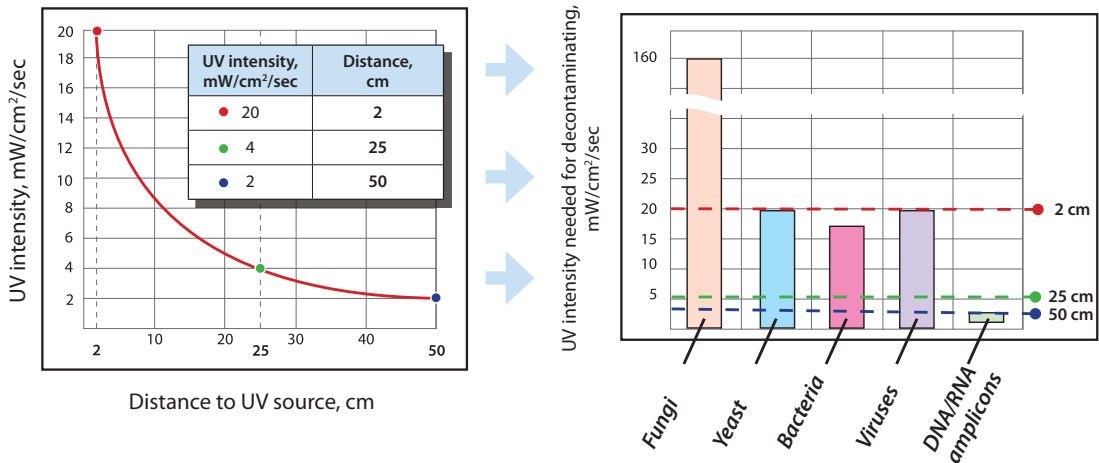 UV intensity, mW/cm²/sec
20
18
16
14
12
10
8
6
4
2
UV intensity,
mW/cm²/sec
Distance,
cm
20
2
4
25
2
50
10
20
30
40
2
25
50
Distance to UV source, cm
UV intensity needed for decontaminating,
mW/cm²/sec
160
30
25
20
15
10
5
2 cm
25 cm
50 cm
Fungi
Yeast
Bacteria
Viruses
DNA/RNA
amplicons